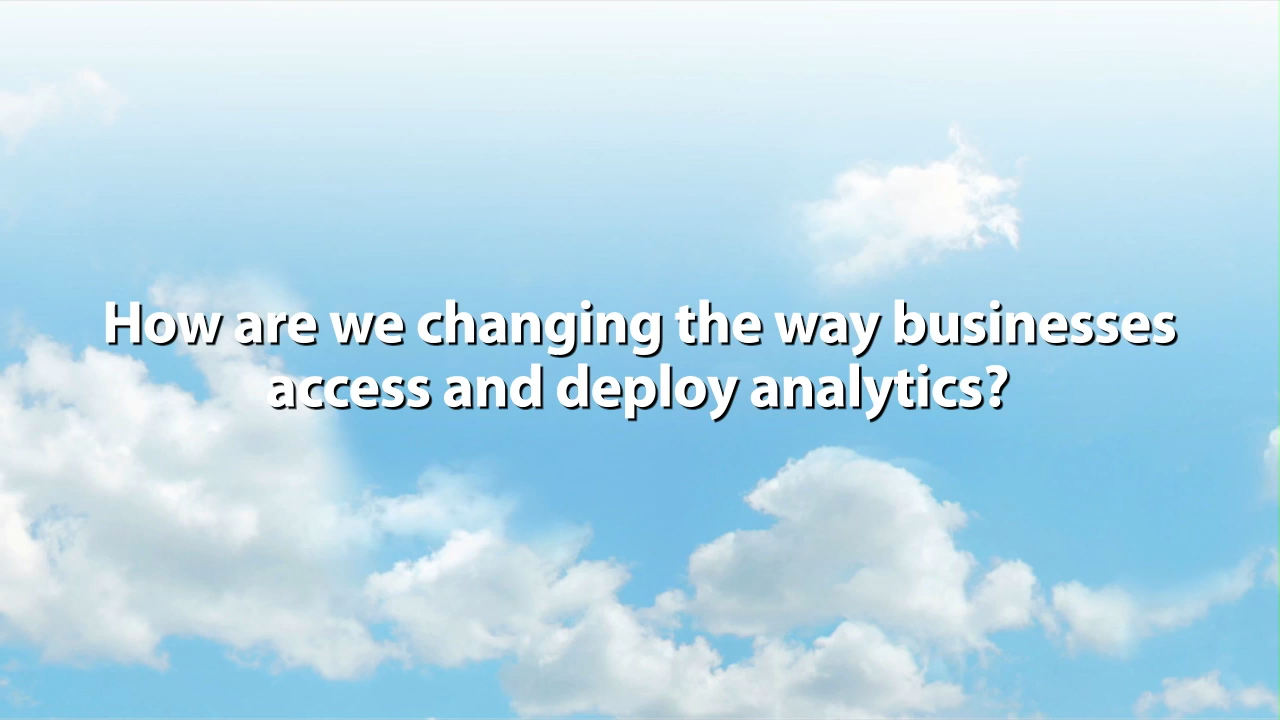 How are we changing the way businesses
access and deploy analytics?